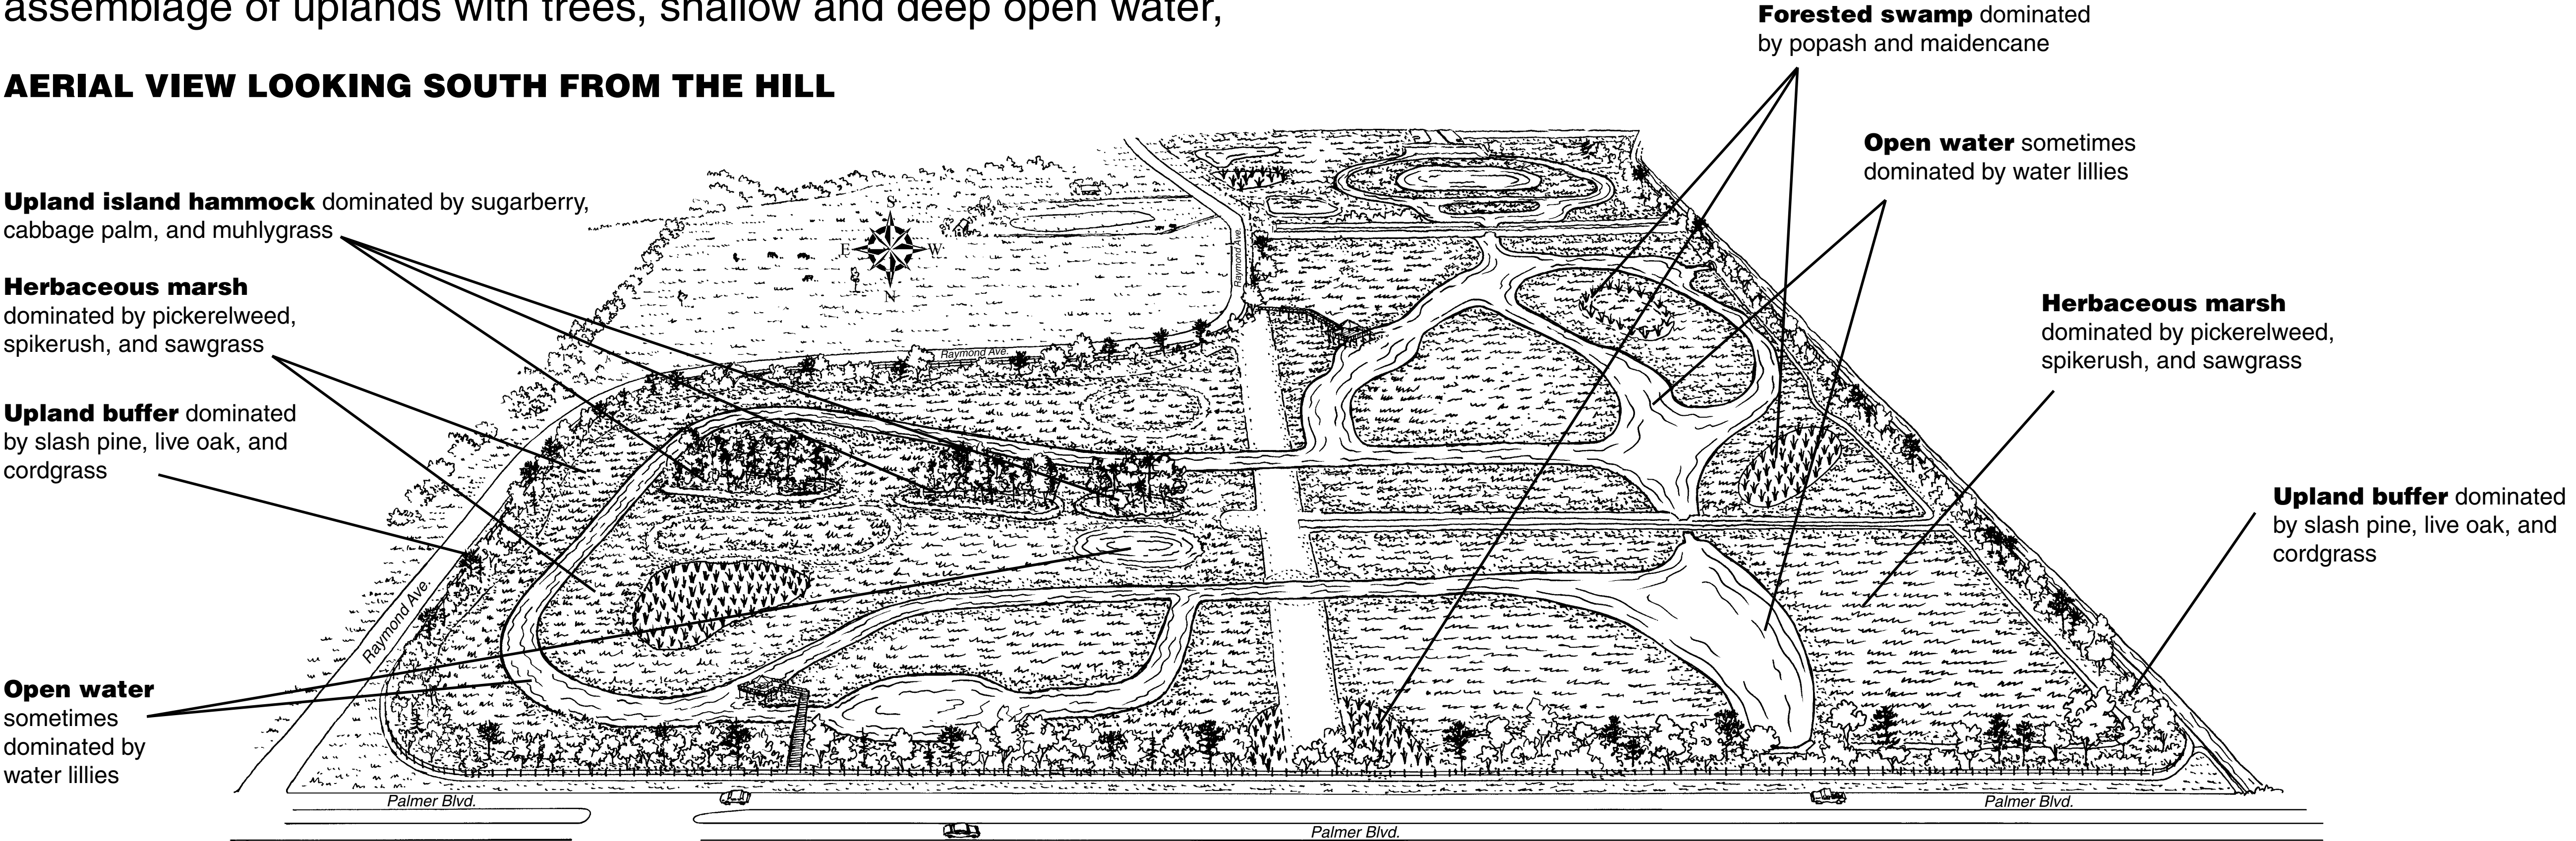 assemblage of uplands with trees, shallow and deep open water,
AERIAL VIEW LOOKING SOUTH FROM THE HILL
Forested swamp dominated
by popash and maidencane
Open water sometimes
dominated by water lillies
Upland island hammock dominated by sugarberry,
cabbage palm, and muhlygrass
Herbaceous marsh
dominated by pickerelweed,
spikerush, and sawgrass
Upland buffer dominated
by slash pine, live oak, and
cordgrass
Open water
sometimes
dominated by
water lillies
S
E
W
N
Raymond Ave.
Raymond Ave.
Raymond Ave.
Herbaceous marsh
dominated by pickerelweed,
spikerush, and sawgrass
Upland buffer dominated
by slash pine, live oak, and
cordgrass
Palmer Blvd.
Palmer Blvd.
Palmer Blvd.